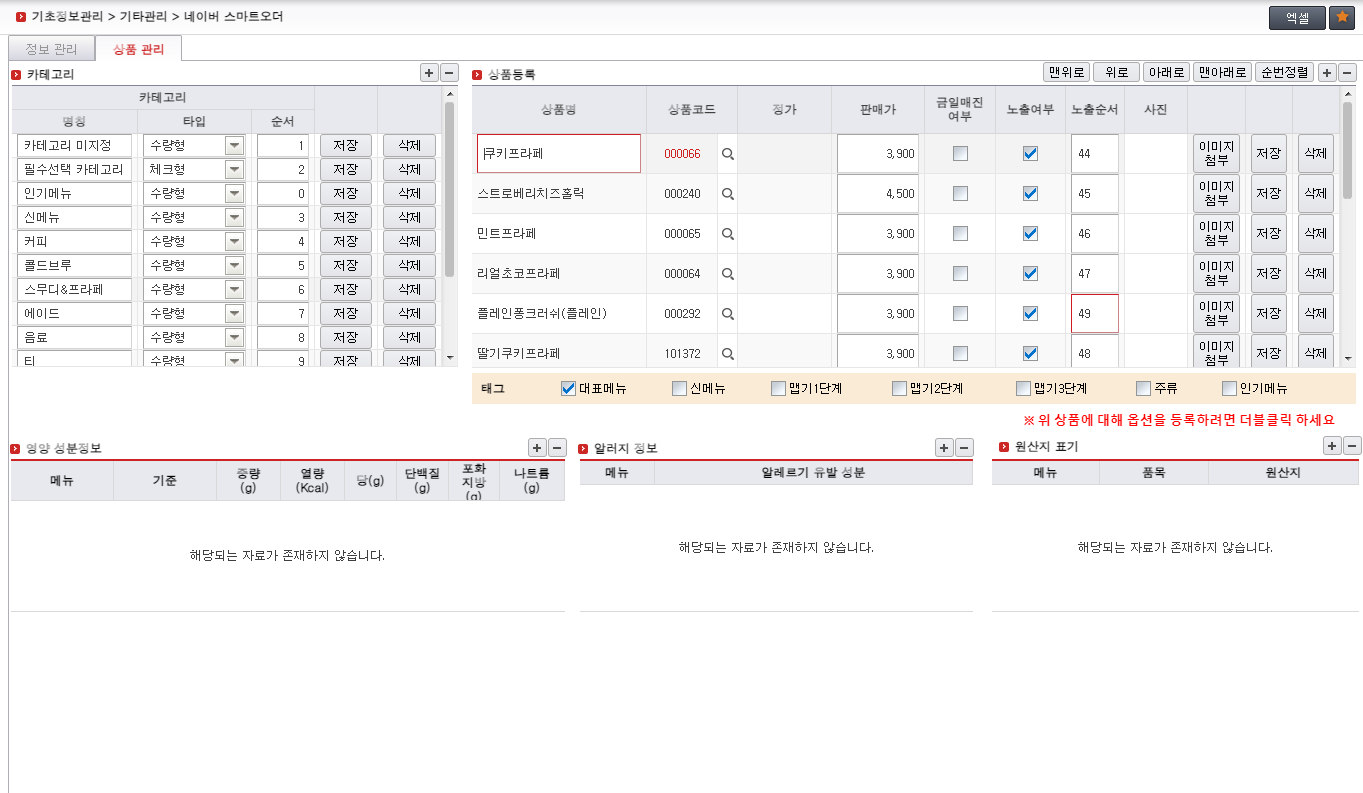 기초정보관리 > 기타관리 > 네이버 스마트오더
엑셀
정보 관리 상품 관리
카테고리
카테고리
명칭 타입 순서
카테고리 미지정 수량형 1 저장 삭제
필수선택 카테고리 체크형 2 저장 삭제
인기메뉴 수량형 0 저장 삭제
신메뉴 수량형 3 저장 삭제
커피 수량형 4 저장 삭제
콜드브루 수량형 5 저장 삭제
스무디&프라페 수량형 6 저장 삭제
에이드 수량형 7 저장 삭제
음료 수량형 8 저장 삭제
티 수량형 9 저장 삭제
상품등록 맨위로 위로 아래로 맨아래로 순번정렬
상품명 상품코드 정가 판매가 금일매진 여부 노출여부 노출순서 사진
쿠키프라페 000066 3,900 44 이미지 첨부 저장 삭제
스트로베리치즈홀릭 000240 4,500 45 이미지 첨부 저장 삭제
민트프라페 000065 3,900 46 이미지 첨부 저장 삭제
리얼초코프라페 000064 3,900 47 이미지 첨부 저장 삭제
플레인퐁크러쉬(플레인) 000292 3,900 49 이미지 첨부 저장 삭제
딸기쿠키프라페 101372 3,900 48 이미지 첨부 저장 삭제
태그 대표메뉴 신메뉴 맵기1단계 맵기2단계 맵기3단계 주류 인기메뉴
※ 위 상품에 대해 옵션을 등록하려면 더블클릭 하세요
영양 성분정보
메뉴 기준 중량 (g) 열량 (Kcal) 당(g) 단백질 (g) 포화 지방 (g) 나트륨 (g)
해당되는 자료가 존재하지 않습니다.
알러지 정보
메뉴 알레르기 유발 성분
해당되는 자료가 존재하지 않습니다.
원산지 표기
메뉴 품목 원산지
해당되는 자료가 존재하지 않습니다.